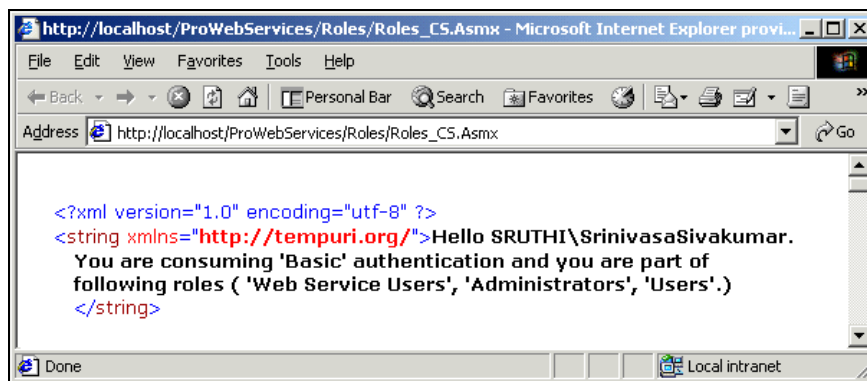 http://localhost/ProWebServices/Roles/Roles_CS.Asmx - Microsoft Internet Explorer provi...
File Edit View Favorites Tools Help
Back Personal Bar Search Favorites »
Address http://localhost/ProWebServices/Roles/Roles_CS.Asmx Go
<?xml version="1.0" encoding="utf-8" ?>
<string xmlns="http://tempuri.org/">Hello SRUTHI\SrinivasaSivakumar.
You are consuming 'Basic' authentication and you are part of
following roles ( 'Web Service Users', 'Administrators', 'Users'.)
</string>
Done Local intranet